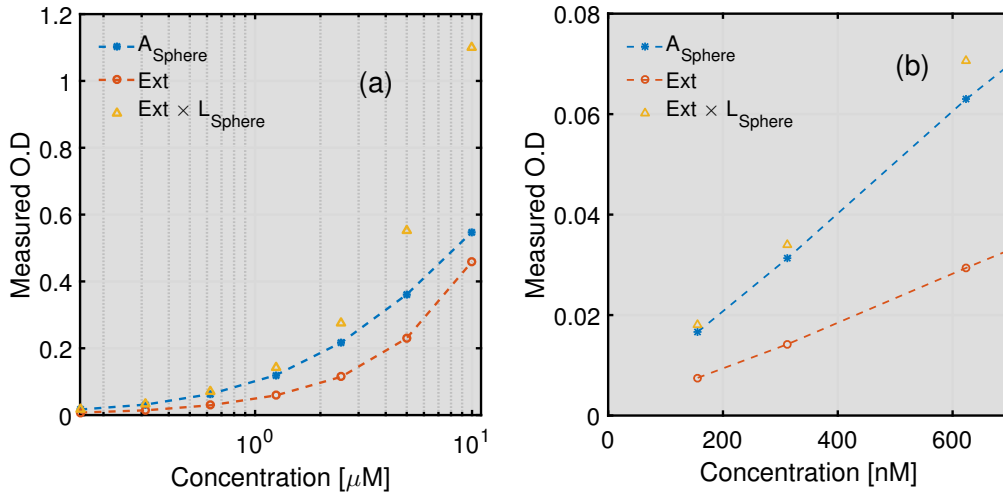 1.2
1
0.8
0.6
0.4
0.2
0
Measured O.D
A_Sphere
Ext
Ext × L_Sphere
(a)
10^0
10^1
Concentration [μM]
0.08
0.06
0.04
0.02
0
Measured O.D
A_Sphere
Ext
Ext × L_Sphere
(b)
0 200 400 600
Concentration [nM]